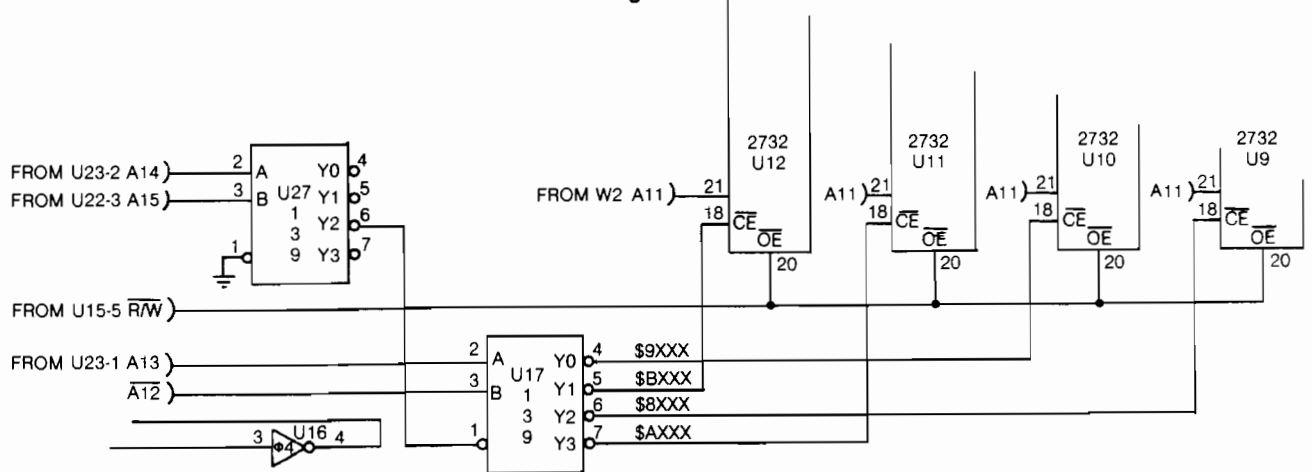 FROM U23-2 A14
FROM U22-3 A15
2
3
1
A
B
U27
1
3
9
Y0
Y1
Y2
Y3
4
5
6
7
FROM U15-5 R/W
FROM U23-1 A13
A12
3
U16
Φ4
4
2
3
1
A
B
U17
1
3
9
Y0
Y1
Y2
Y3
4
5
6
7
$9XXX
$BXXX
$8XXX
$AXXX
FROM W2 A11
21
18
2732
U12
CE
OE
20
A11
21
18
2732
U11
CE
OE
20
A11
21
18
2732
U10
CE
OE
20
A11
21
18
2732
U9
CE
OE
20